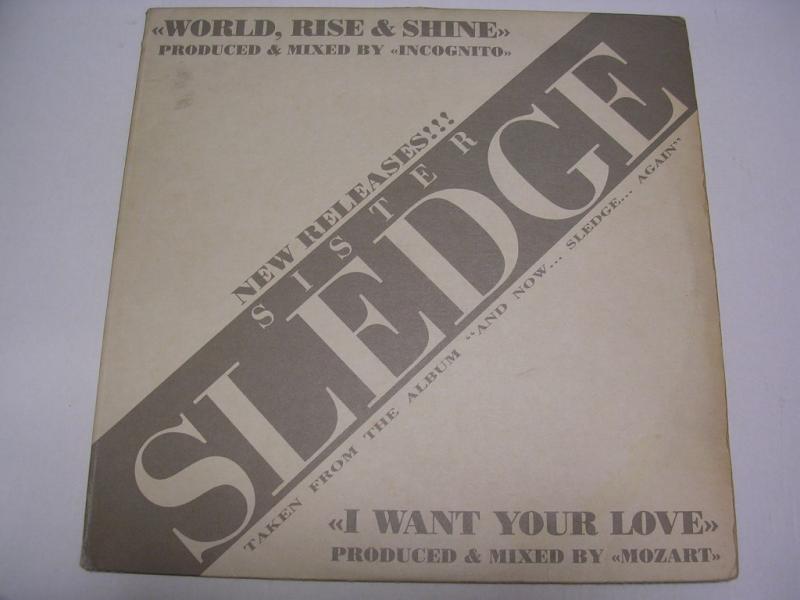 «WORLD, RISE & SHINE»
PRODUCED & MIXED BY «INCOGNITO»
NEW RELEASES!!!
SISTER
SLEDGE
TAKEN FROM THE ALBUM "AND NOW... SLEDGE... AGAIN"
«I WANT YOUR LOVE»
PRODUCED & MIXED BY «MOZART»